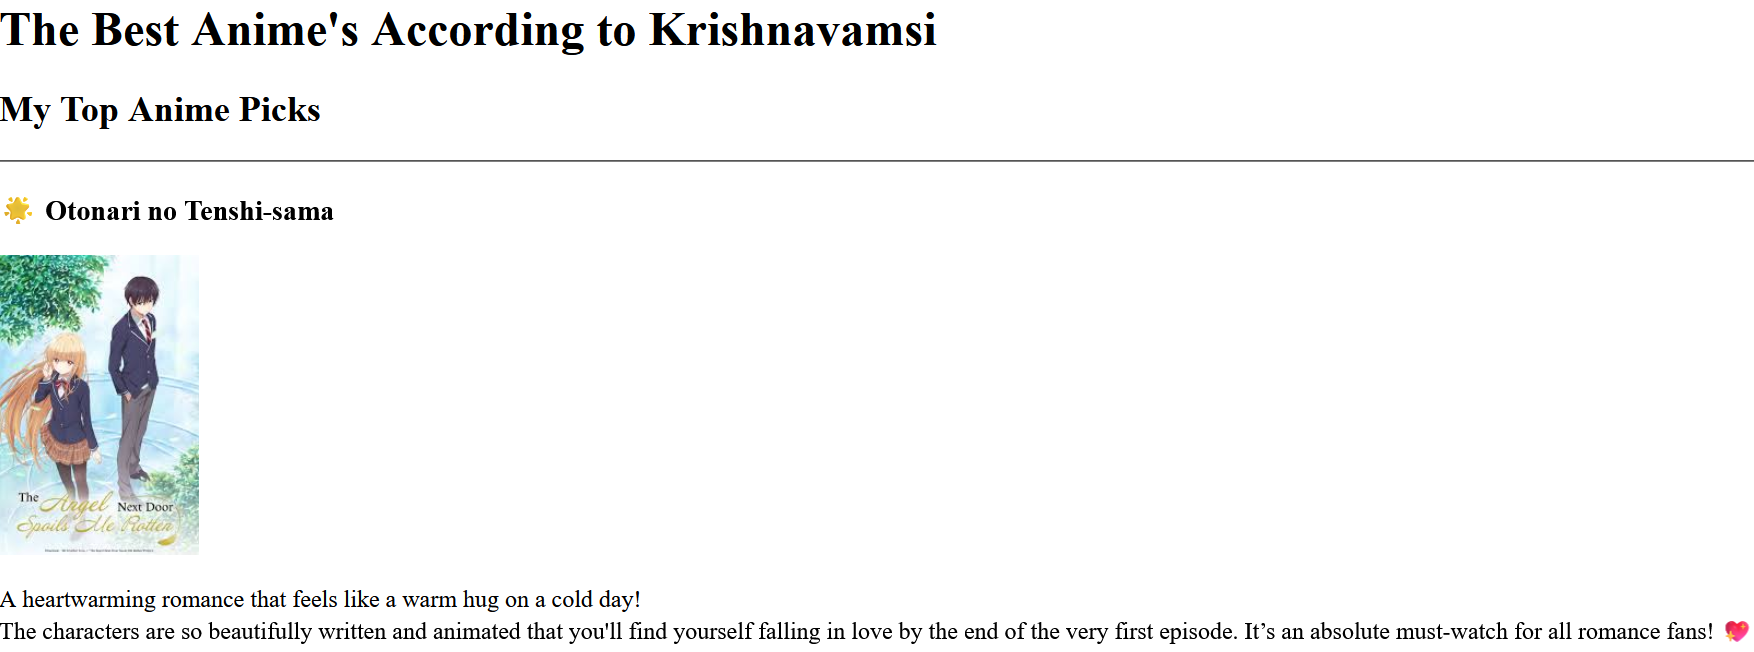 The Best Anime's According to Krishnavamsi
My Top Anime Picks
🌟 Otonari no Tenshi-sama
The Angel Next Door
Spoils Me Rotten
A heartwarming romance that feels like a warm hug on a cold day!
The characters are so beautifully written and animated that you'll find yourself falling in love by the end of the very first episode. It’s an absolute must-watch for all romance fans! 💖